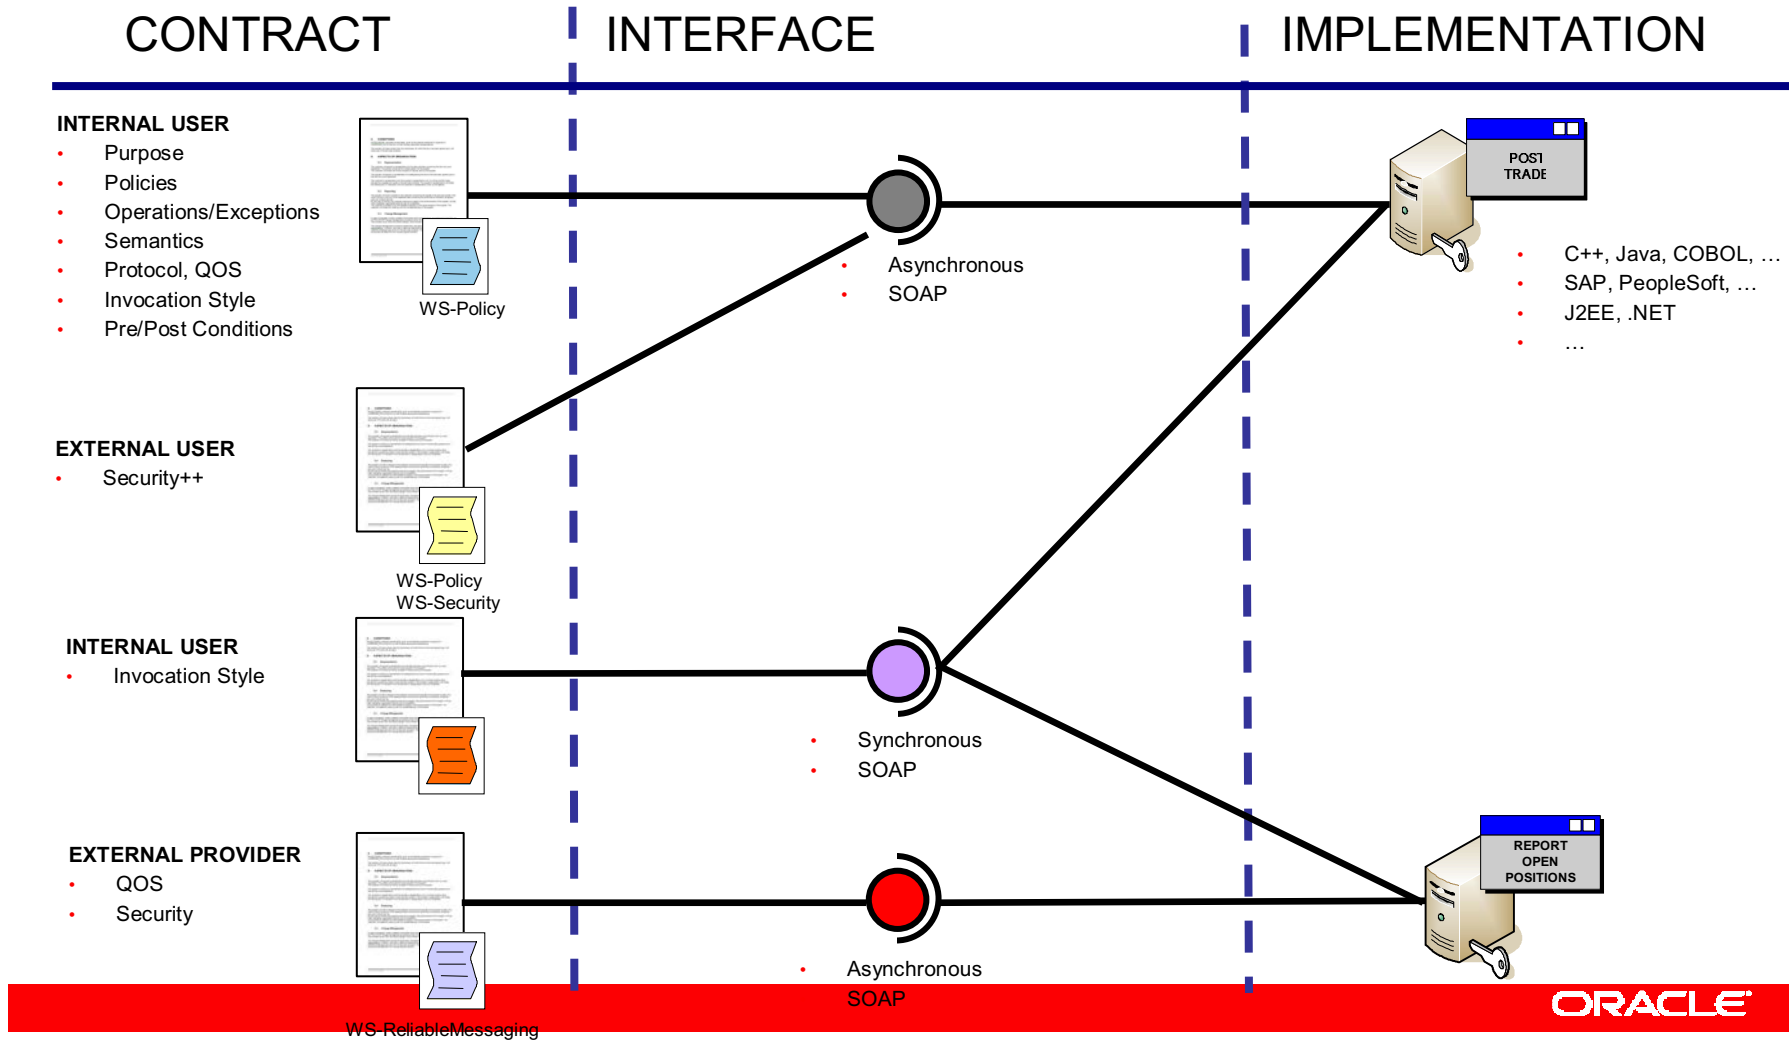 CONTRACT
INTERFACE
IMPLEMENTATION
INTERNAL USER
• Purpose
• Policies
• Operations/Exceptions
• Semantics
• Protocol, QOS
• Invocation Style
• Pre/Post Conditions
WS-Policy
• Asynchronous
• SOAP
POST
TRADE
• C++, Java, COBOL, …
• SAP, PeopleSoft, …
• J2EE, .NET
• …
EXTERNAL USER
• Security++
WS-Policy
WS-Security
INTERNAL USER
• Invocation Style
• Synchronous
• SOAP
EXTERNAL PROVIDER
• QOS
• Security
WS-ReliableMessaging
• Asynchronous
SOAP
REPORT
OPEN
POSITIONS
ORACLE